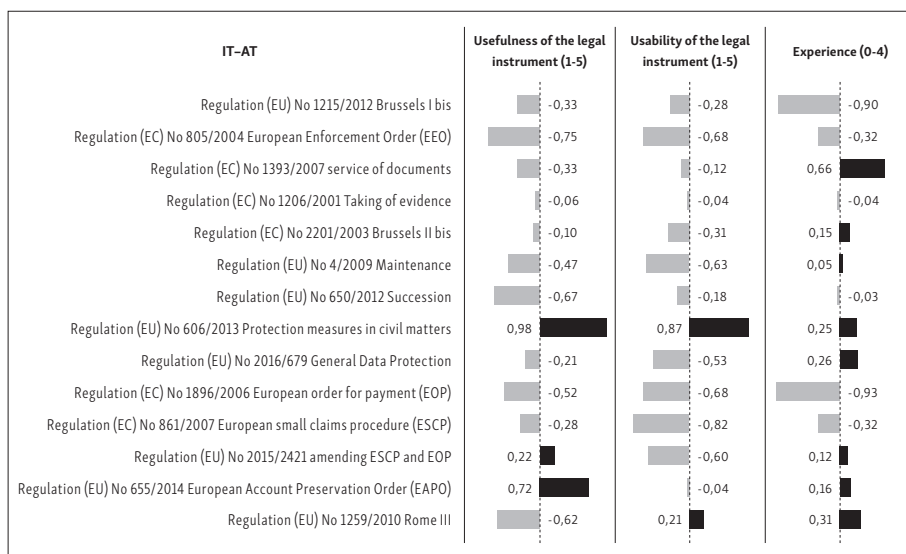 IT–AT Usefulness of the legal instrument (1-5) Usability of the legal instrument (1-5) Experience (0-4)
Regulation (EU) No 1215/2012 Brussels I bis -0,33 -0,28 -0,90
Regulation (EC) No 805/2004 European Enforcement Order (EEO) -0,75 -0,68 -0,32
Regulation (EC) No 1393/2007 service of documents -0,33 -0,12 0,66
Regulation (EC) No 1206/2001 Taking of evidence -0,06 -0,04 -0,04
Regulation (EC) No 2201/2003 Brussels II bis -0,10 -0,31 0,15
Regulation (EU) No 4/2009 Maintenance -0,47 -0,63 0,05
Regulation (EU) No 650/2012 Succession -0,67 -0,18 -0,03
Regulation (EU) No 606/2013 Protection measures in civil matters 0,98 0,87 0,25
Regulation (EU) No 2016/679 General Data Protection -0,21 -0,53 0,26
Regulation (EC) No 1896/2006 European order for payment (EOP) -0,52 -0,68 -0,93
Regulation (EC) No 861/2007 European small claims procedure (ESCP) -0,28 -0,82 -0,32
Regulation (EU) No 2015/2421 amending ESCP and EOP 0,22 -0,60 0,12
Regulation (EU) No 655/2014 European Account Preservation Order (EAPO) 0,72 -0,04 0,16
Regulation (EU) No 1259/2010 Rome III -0,62 0,21 0,31